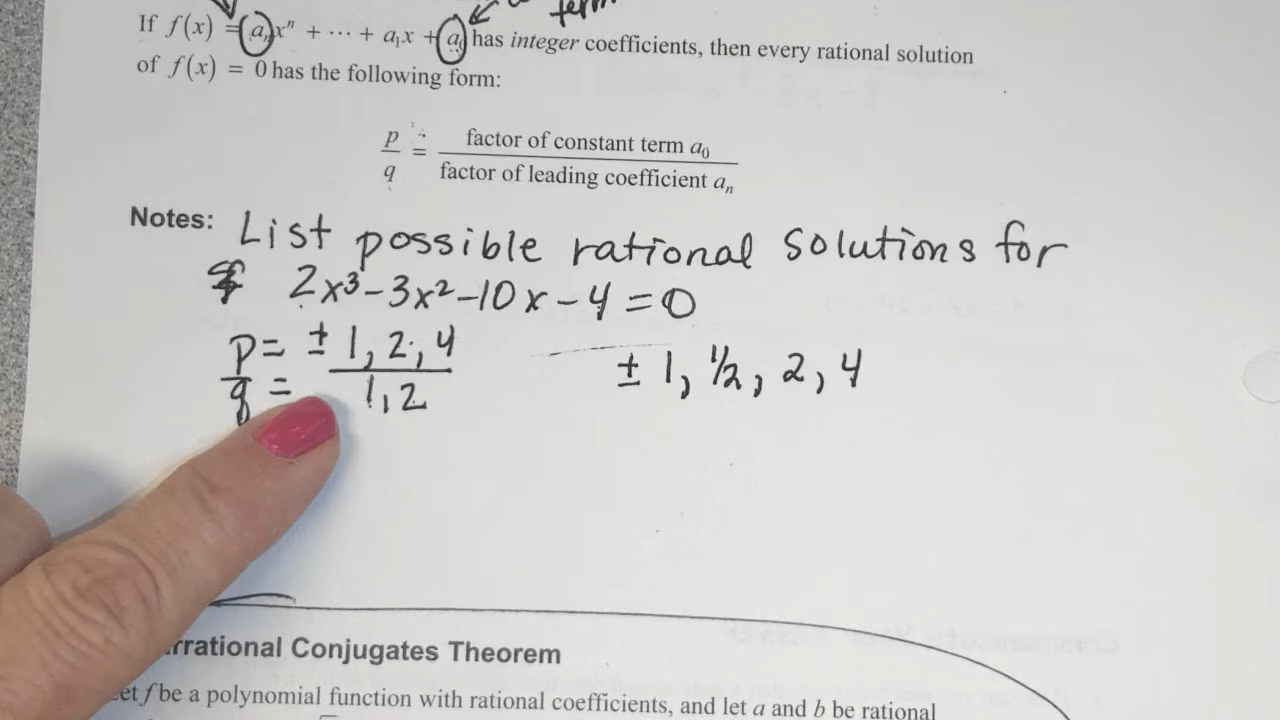 term
If f(x) = aₙxⁿ + ⋯ + a₁x + a₀ has integer coefficients, then every rational solution
of f(x) = 0 has the following form:
p/q = factor of constant term a₀ / factor of leading coefficient aₙ
Notes: List possible rational solutions for
2x³ - 3x² - 10x - 4 = 0
p = ± 1, 2, 4
q = 1, 2
± 1, ½, 2, 4
rrational Conjugates Theorem
et f be a polynomial function with rational coefficients, and let a and b be rational